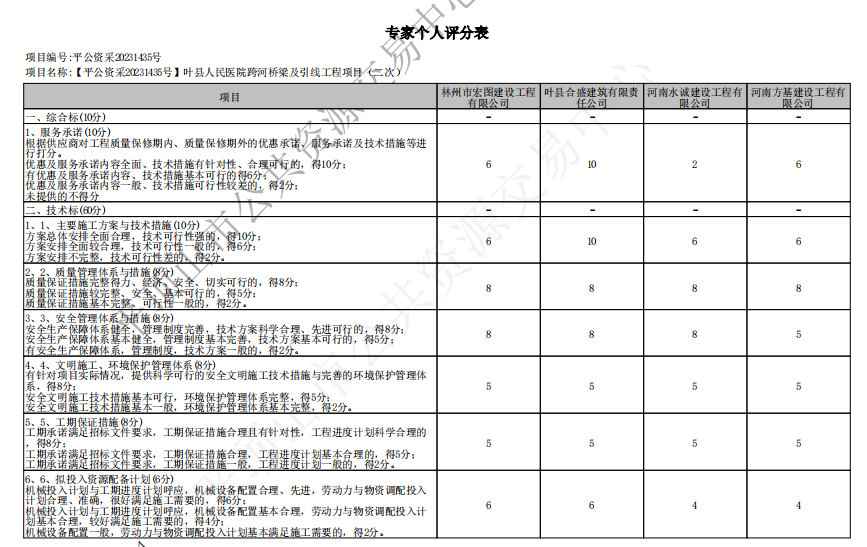 专家个人评分表
项目编号:平公资采20231435号
项目名称:【平公资采20231435号】叶县人民医院跨河桥梁及引线工程项目（二次）
项目 林州市宏图建设工程有限公司 叶县合盛建筑有限责任公司 河南水诚建设工程有限公司 河南方基建设工程有限公司
一、综合标(10分) - - - -
1、服务承诺(10分)
根据供应商对工程质量保修期内、质量保修期外的优惠承诺、服务承诺及技术措施等进
行打分。
优惠及服务承诺内容全面、技术措施有针对性、合理可行的，得10分；
有优惠及服务承诺内容、技术措施基本可行的得6分；
优惠及服务承诺内容一般、技术措施可行性较差的，得2分；
未提供的不得分
6 10 2 6
二、技术标(60分) - - - -
1、1、主要施工方案与技术措施(10分)
方案总体安排全面合理，技术可行性强的，得10分；
方案安排全面较合理，技术可行性一般的，得6分；
方案安排不完整，技术可行性差的，得2分。
6 10 6 6
2、2、质量管理体系与措施(8分)
质量保证措施完整得力、经济、安全、切实可行的，得8分；
质量保证措施较完整、安全、基本可行的，得5分；
质量保证措施基本完整、可行性一般的，得2分。
8 8 8 8
3、3、安全管理体系与措施(8分)
安全生产保障体系健全，管理制度完善，技术方案科学合理、先进可行的，得8分；
安全生产保障体系基本健全，管理制度基本完善，技术方案基本可行的，得5分；
有安全生产保障体系，管理制度，技术方案一般的，得2分。
8 8 8 5
4、4、文明施工、环境保护管理体系(8分)
有针对项目实际情况，提供科学可行的安全文明施工技术措施与完善的环境保护管理体
系，得8分；
安全文明施工技术措施基本可行，环境保护管理体系完整，得5分；
安全文明施工技术措施基本一般，环境保护管理体系基本完整，得2分。
5 5 5 5
5、5、工期保证措施(8分)
工期承诺满足招标文件要求，工期保证措施合理且有针对性，工程进度计划科学合理的
，得8分；
工期承诺满足招标文件要求，工期保证措施合理，工程进度计划基本合理的，得5分；
工期承诺满足招标文件要求，工期保证措施一般，工程进度计划一般的，得2分。
5 5 5 5
6、6、拟投入资源配备计划(6分)
机械投入计划与工期进度计划呼应，机械设备配置合理、先进，劳动力与物资调配投入
计划合理、准确，很好满足施工需要的，得6分；
机械投入计划与工期进度计划呼应，机械设备配置基本合理，劳动力与物资调配投入计
划基本合理，较好满足施工需要的，得4分；
机械设备配置一般，劳动力与物资调配投入计划基本满足施工需要的，得2分。
6 6 4 4
平顶山市公共资源交易中心
平顶山市公共资源交易中心